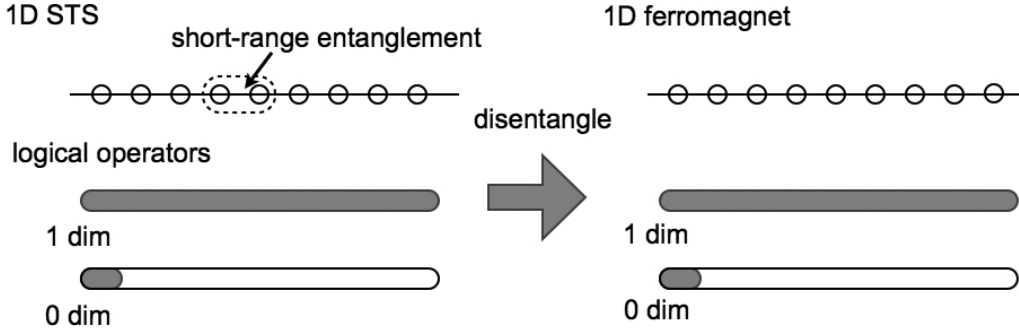 1D STS
short-range entanglement
1D ferromagnet
disentangle
logical operators
1 dim
0 dim
1 dim
0 dim